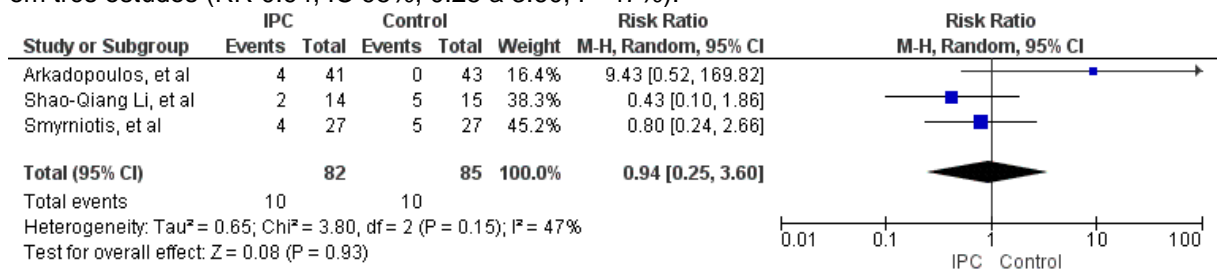 IPC Control Risk Ratio Risk Ratio
Study or Subgroup Events Total Events Total Weight M-H, Random, 95% CI M-H, Random, 95% CI
Arkadopoulos, et al 4 41 0 43 16.4% 9.43 [0.52, 169.82]
Shao-Qiang Li, et al 2 14 5 15 38.3% 0.43 [0.10, 1.86]
Smyrniotis, et al 4 27 5 27 45.2% 0.80 [0.24, 2.66]
Total (95% CI) 82 85 100.0% 0.94 [0.25, 3.60]
Total events 10 10
Heterogeneity: Tau² = 0.65; Chi² = 3.80, df = 2 (P = 0.15); I² = 47%
Test for overall effect: Z = 0.08 (P = 0.93)
0.01 0.1 1 10 100
IPC Control